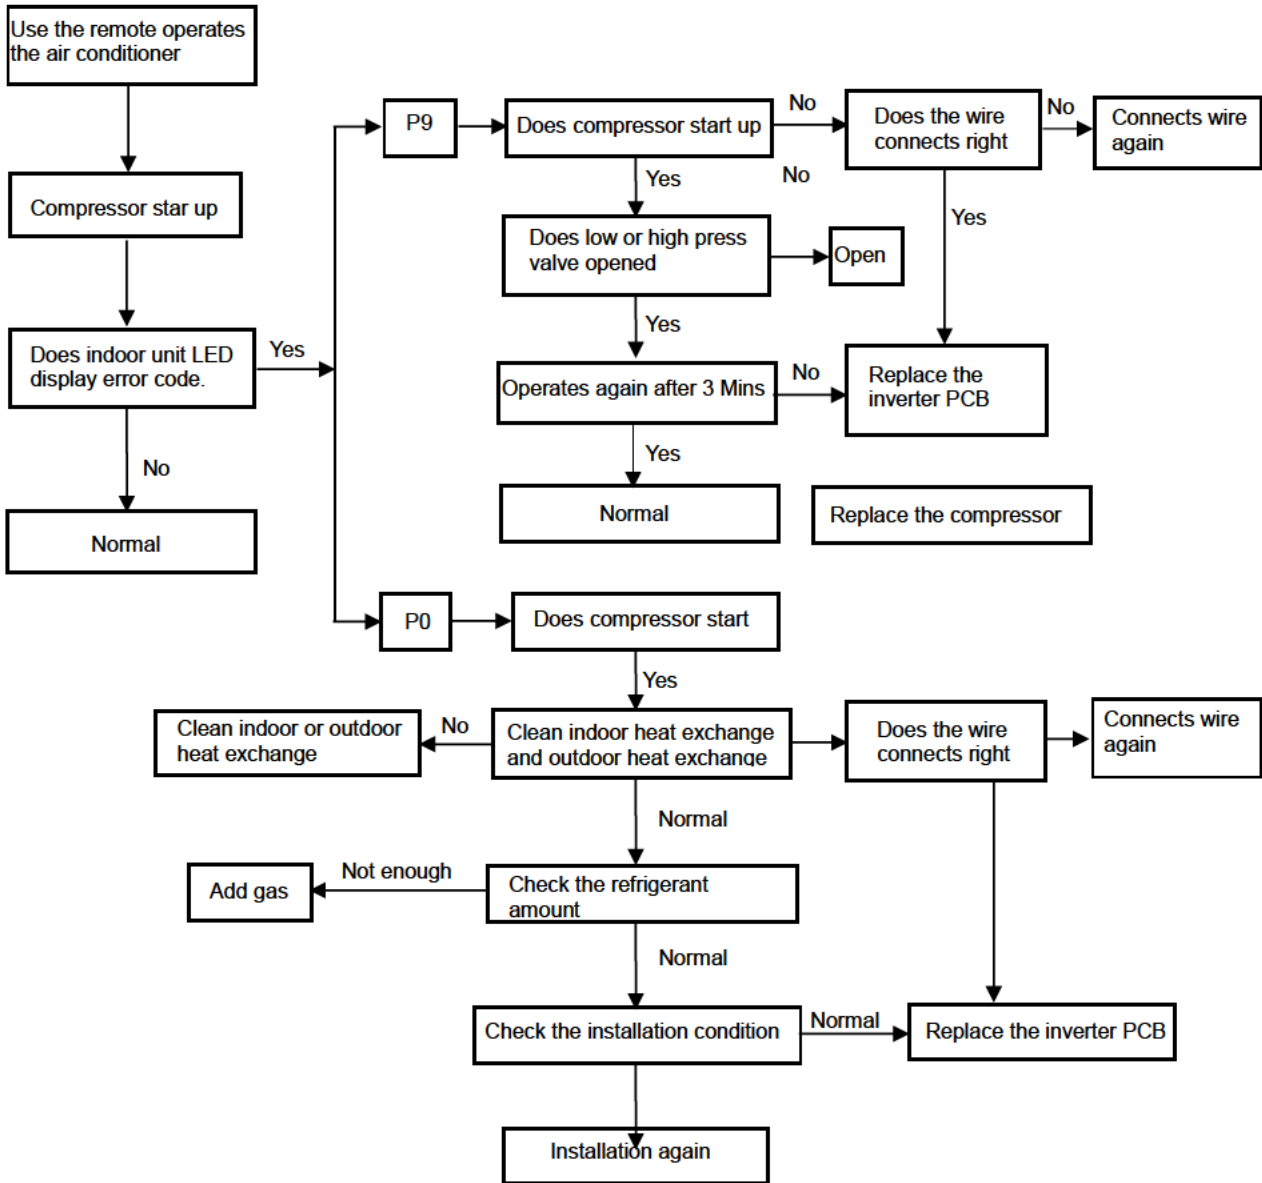 Use the remote operates
the air conditioner
Compressor star up
Does indoor unit LED
display error code.
Yes
No
Normal
P9
Does compressor start up
No
Does the wire
connects right
No
Connects wire
again
Yes
No
Yes
Does low or high press
valve opened
Open
Yes
Operates again after 3 Mins
No
Replace the
inverter PCB
Yes
Normal
Replace the compressor
P0
Does compressor start
Yes
Clean indoor or outdoor
heat exchange
No
Clean indoor heat exchange
and outdoor heat exchange
Does the wire
connects right
Connects wire
again
Normal
Add gas
Not enough
Check the refrigerant
amount
Normal
Check the installation condition
Normal
Replace the inverter PCB
Installation again